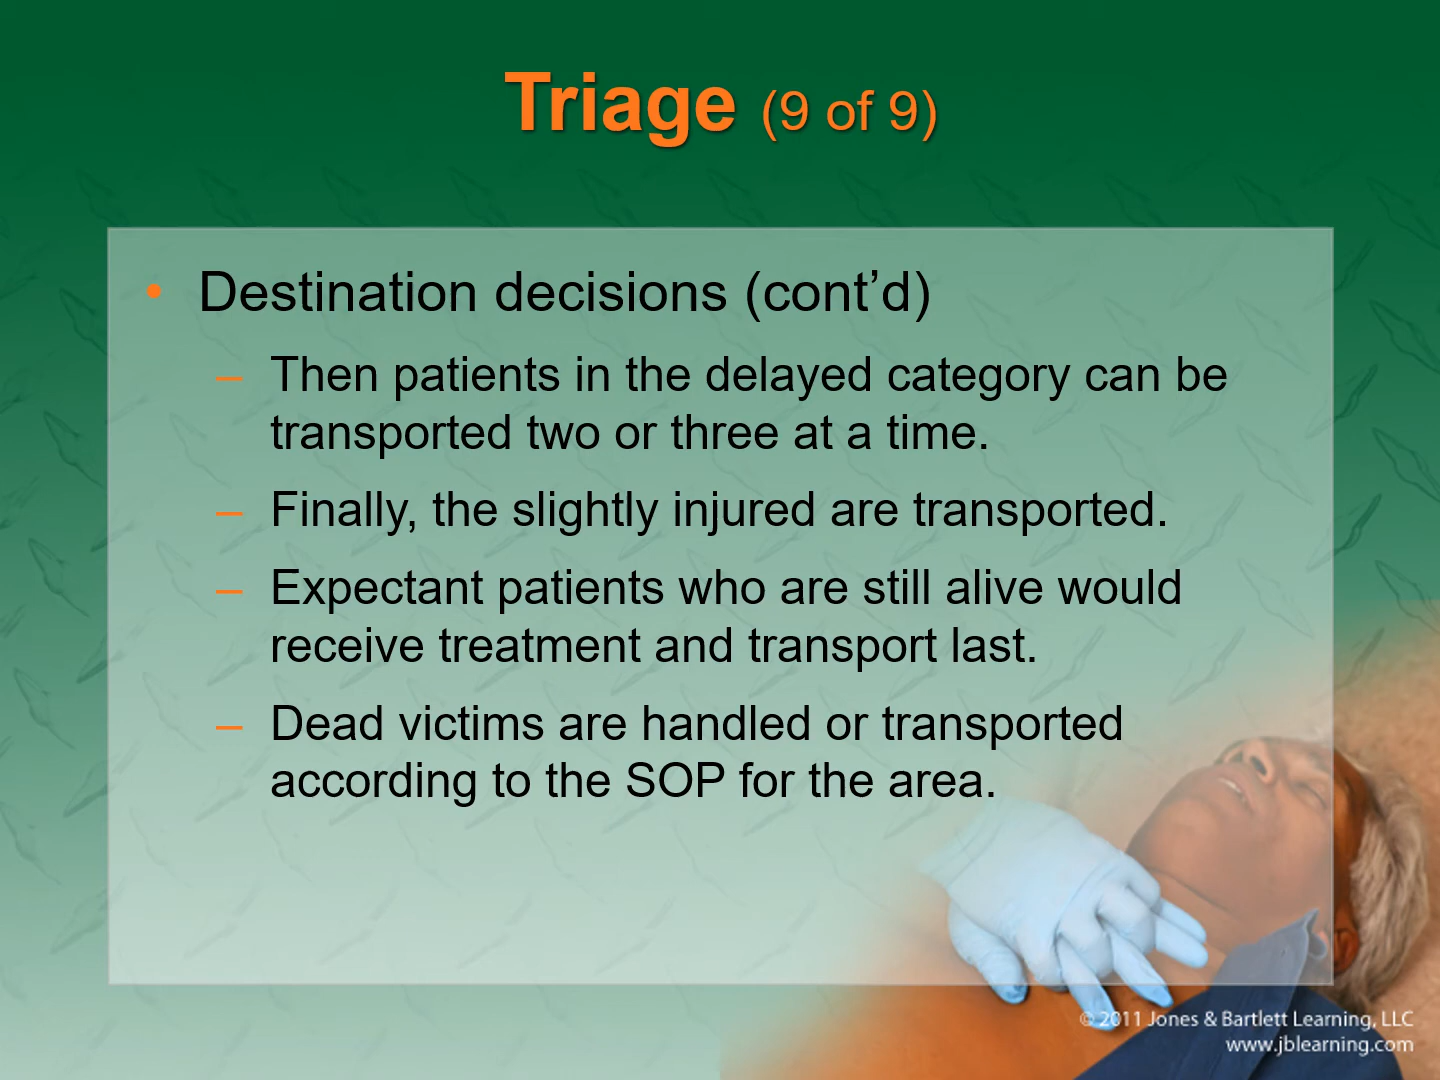 Triage (9 of 9)
• Destination decisions (cont’d)
– Then patients in the delayed category can be
transported two or three at a time.
– Finally, the slightly injured are transported.
– Expectant patients who are still alive would
receive treatment and transport last.
– Dead victims are handled or transported
according to the SOP for the area.
© 2011 Jones & Bartlett Learning, LLC
www.jblearning.com